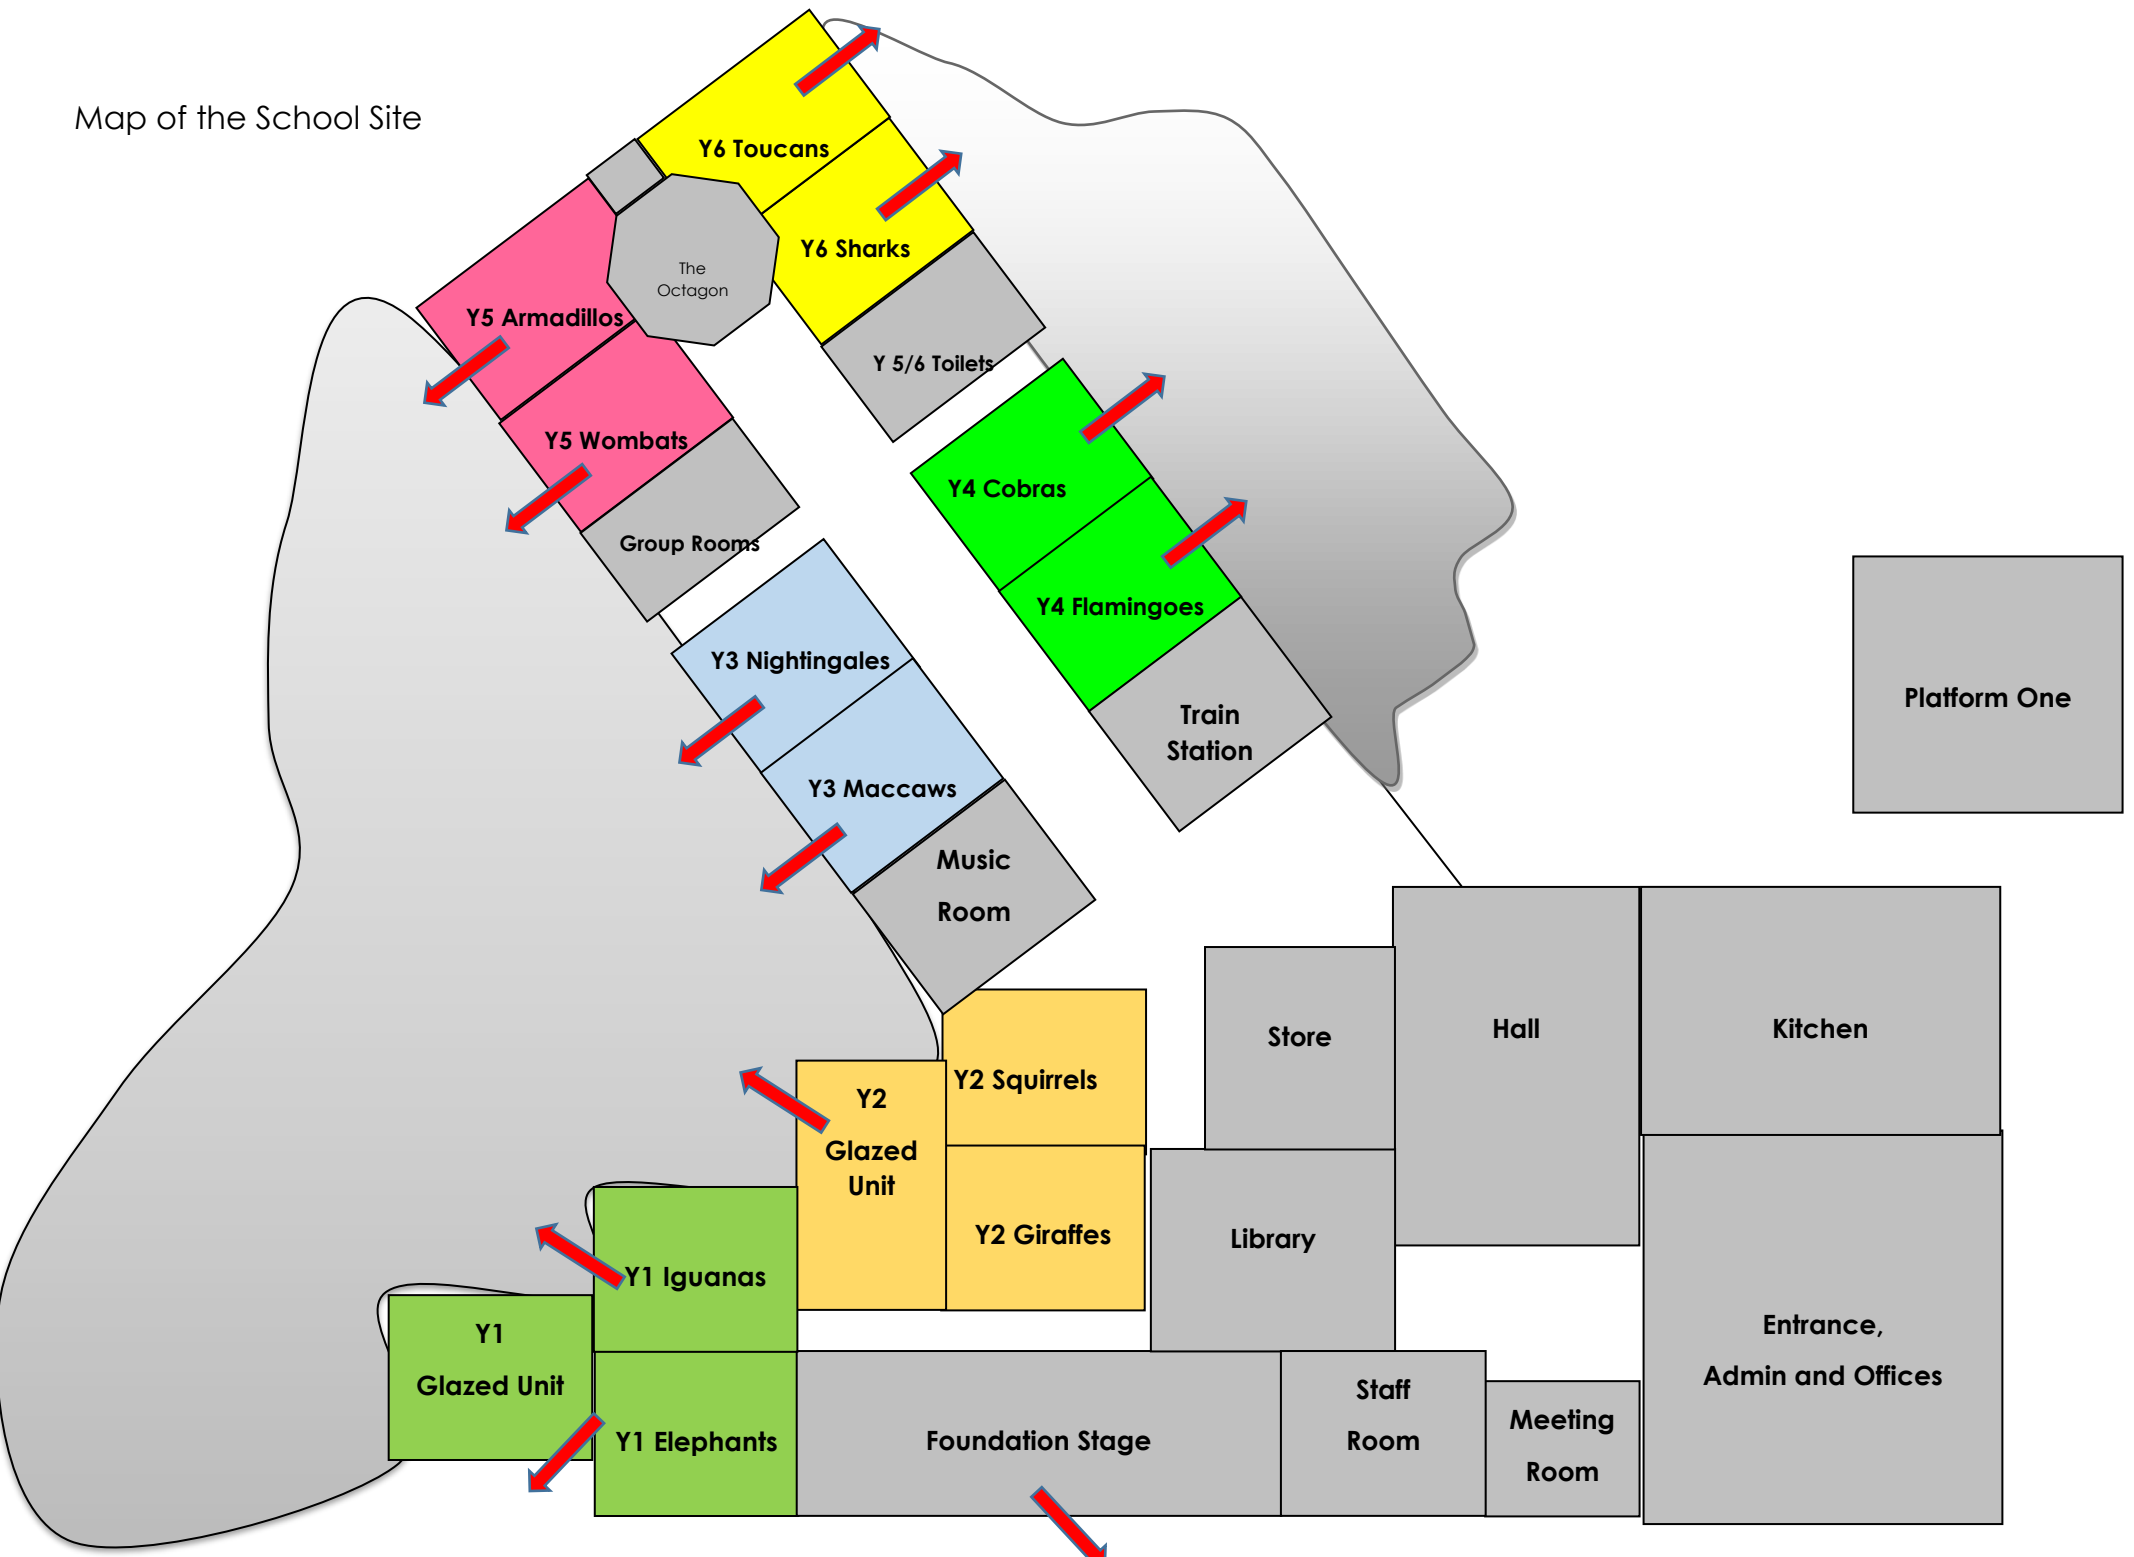 Map of the School Site
Y6 Toucans
Y6 Sharks
The
Octagon
Y5 Armadillos
Y 5/6 Toilets
Y5 Wombats
Y4 Cobras
Group Rooms
Y4 Flamingoes
Y3 Nightingales
Train
Station
Platform One
Y3 Maccaws
Music
Room
Store
Hall
Kitchen
Y2 Squirrels
Y2
Glazed
Unit
Y2 Giraffes
Library
Y1 Iguanas
Y1
Glazed Unit
Entrance,
Admin and Offices
Y1 Elephants
Foundation Stage
Staff
Room
Meeting
Room